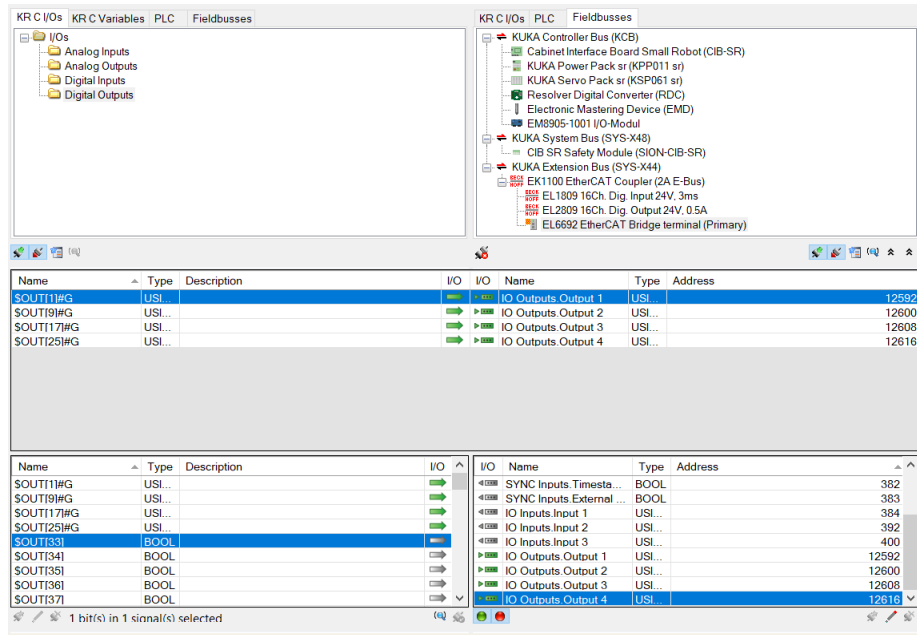 KR C I/Os KR C Variables PLC Fieldbusses
I/Os
Analog Inputs
Analog Outputs
Digital Inputs
Digital Outputs
KR C I/Os PLC Fieldbusses
KUKA Controller Bus (KCB)
Cabinet Interface Board Small Robot (CIB-SR)
KUKA Power Pack sr (KPP011 sr)
KUKA Servo Pack sr (KSP061 sr)
Resolver Digital Converter (RDC)
Electronic Mastering Device (EMD)
EM8905-1001 I/O-Modul
KUKA System Bus (SYS-X48)
CIB SR Safety Module (SION-CIB-SR)
KUKA Extension Bus (SYS-X44)
BECKHOFF EK1100 EtherCAT Coupler (2A E-Bus)
BECKHOFF EL1809 16Ch. Dig. Input 24V, 3ms
BECKHOFF EL2809 16Ch. Dig. Output 24V, 0.5A
EL6692 EtherCAT Bridge terminal (Primary)
Name Type Description I/O I/O Name Type Address
$OUT[1]#G USI... IO Outputs.Output 1 USI... 12592
$OUT[9]#G USI... IO Outputs.Output 2 USI... 12600
$OUT[17]#G USI... IO Outputs.Output 3 USI... 12608
$OUT[25]#G USI... IO Outputs.Output 4 USI... 12616
Name Type Description I/O
$OUT[1]#G USI...
$OUT[9]#G USI...
$OUT[17]#G USI...
$OUT[25]#G USI...
$OUT[33] BOOL
$OUT[34] BOOL
$OUT[35] BOOL
$OUT[36] BOOL
$OUT[37] BOOL
1 bit(s) in 1 signal(s) selected
I/O Name Type Address
SYNC Inputs.Timesta... BOOL 382
SYNC Inputs.External ... BOOL 383
IO Inputs.Input 1 USI... 384
IO Inputs.Input 2 USI... 392
IO Inputs.Input 3 USI... 400
IO Outputs.Output 1 USI... 12592
IO Outputs.Output 2 USI... 12600
IO Outputs.Output 3 USI... 12608
IO Outputs.Output 4 USI... 12616